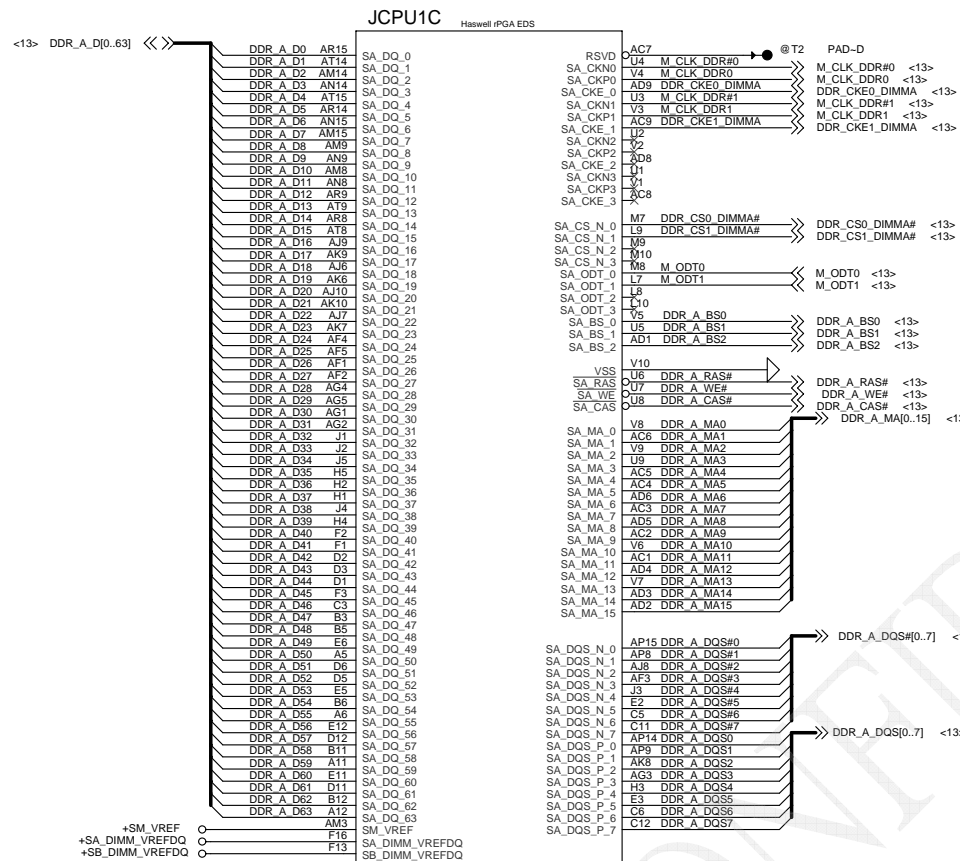 JCPU1C
Haswell rPGA EDS
<13> DDR_A_D[0..63]
DDR_A_D0 AR15 SA_DQ_0
DDR_A_D1 AT14 SA_DQ_1
DDR_A_D2 AM14 SA_DQ_2
DDR_A_D3 AN14 SA_DQ_3
DDR_A_D4 AT15 SA_DQ_4
DDR_A_D5 AR14 SA_DQ_5
DDR_A_D6 AN15 SA_DQ_6
DDR_A_D7 AM15 SA_DQ_7
DDR_A_D8 AM9 SA_DQ_8
DDR_A_D9 AN9 SA_DQ_9
DDR_A_D10 AM8 SA_DQ_10
DDR_A_D11 AN8 SA_DQ_11
DDR_A_D12 AR9 SA_DQ_12
DDR_A_D13 AT9 SA_DQ_13
DDR_A_D14 AR8 SA_DQ_14
DDR_A_D15 AT8 SA_DQ_15
DDR_A_D16 AJ9 SA_DQ_16
DDR_A_D17 AK9 SA_DQ_17
DDR_A_D18 AJ6 SA_DQ_18
DDR_A_D19 AK6 SA_DQ_19
DDR_A_D20 AJ10 SA_DQ_20
DDR_A_D21 AK10 SA_DQ_21
DDR_A_D22 AJ7 SA_DQ_22
DDR_A_D23 AK7 SA_DQ_23
DDR_A_D24 AF4 SA_DQ_24
DDR_A_D25 AF5 SA_DQ_25
DDR_A_D26 AF1 SA_DQ_26
DDR_A_D27 AF2 SA_DQ_27
DDR_A_D28 AG4 SA_DQ_28
DDR_A_D29 AG5 SA_DQ_29
DDR_A_D30 AG1 SA_DQ_30
DDR_A_D31 AG2 SA_DQ_31
DDR_A_D32 J1 SA_DQ_32
DDR_A_D33 J2 SA_DQ_33
DDR_A_D34 J5 SA_DQ_34
DDR_A_D35 H5 SA_DQ_35
DDR_A_D36 H2 SA_DQ_36
DDR_A_D37 H1 SA_DQ_37
DDR_A_D38 J4 SA_DQ_38
DDR_A_D39 H4 SA_DQ_39
DDR_A_D40 F2 SA_DQ_40
DDR_A_D41 F1 SA_DQ_41
DDR_A_D42 D2 SA_DQ_42
DDR_A_D43 D3 SA_DQ_43
DDR_A_D44 D1 SA_DQ_44
DDR_A_D45 F3 SA_DQ_45
DDR_A_D46 C3 SA_DQ_46
DDR_A_D47 B3 SA_DQ_47
DDR_A_D48 B5 SA_DQ_48
DDR_A_D49 E6 SA_DQ_49
DDR_A_D50 A5 SA_DQ_50
DDR_A_D51 D6 SA_DQ_51
DDR_A_D52 D5 SA_DQ_52
DDR_A_D53 E5 SA_DQ_53
DDR_A_D54 B6 SA_DQ_54
DDR_A_D55 A6 SA_DQ_55
DDR_A_D56 E12 SA_DQ_56
DDR_A_D57 D12 SA_DQ_57
DDR_A_D58 B11 SA_DQ_58
DDR_A_D59 A11 SA_DQ_59
DDR_A_D60 E11 SA_DQ_60
DDR_A_D61 D11 SA_DQ_61
DDR_A_D62 B12 SA_DQ_62
DDR_A_D63 A12 SA_DQ_63
+SM_VREF AM3 SM_VREF
+SA_DIMM_VREFDQ F16 SA_DIMM_VREFDQ
+SB_DIMM_VREFDQ F13 SB_DIMM_VREFDQ
RSVD AC7 @T2 PAD~D
SA_CKN0 U4 M_CLK_DDR#0 M_CLK_DDR#0 <13>
SA_CKP0 V4 M_CLK_DDR0 M_CLK_DDR0 <13>
SA_CKE_0 AD9 DDR_CKE0_DIMMA DDR_CKE0_DIMMA <13>
SA_CKN1 U3 M_CLK_DDR#1 M_CLK_DDR#1 <13>
SA_CKP1 V3 M_CLK_DDR1 M_CLK_DDR1 <13>
SA_CKE_1 AC9 DDR_CKE1_DIMMA DDR_CKE1_DIMMA <13>
SA_CKN2 U2
SA_CKP2 V2
SA_CKE_2 AD8
SA_CKN3 U1
SA_CKP3 V1
SA_CKE_3 AC8
SA_CS_N_0 M7 DDR_CS0_DIMMA# DDR_CS0_DIMMA# <13>
SA_CS_N_1 L9 DDR_CS1_DIMMA# DDR_CS1_DIMMA# <13>
SA_CS_N_2 M9
SA_CS_N_3 M10
SA_ODT_0 M8 M_ODT0 M_ODT0 <13>
SA_ODT_1 L7 M_ODT1 M_ODT1 <13>
SA_ODT_2 L8
SA_ODT_3 L10
SA_BS_0 V5 DDR_A_BS0 DDR_A_BS0 <13>
SA_BS_1 U5 DDR_A_BS1 DDR_A_BS1 <13>
SA_BS_2 AD1 DDR_A_BS2 DDR_A_BS2 <13>
VSS V10
SA_RAS U6 DDR_A_RAS# DDR_A_RAS# <13>
SA_WE U7 DDR_A_WE# DDR_A_WE# <13>
SA_CAS U8 DDR_A_CAS# DDR_A_CAS# <13>
DDR_A_MA[0..15]
SA_MA_0 V8 DDR_A_MA0
SA_MA_1 AC6 DDR_A_MA1
SA_MA_2 V9 DDR_A_MA2
SA_MA_3 U9 DDR_A_MA3
SA_MA_4 AC5 DDR_A_MA4
SA_MA_5 AC4 DDR_A_MA5
SA_MA_6 AD6 DDR_A_MA6
SA_MA_7 AC3 DDR_A_MA7
SA_MA_8 AD5 DDR_A_MA8
SA_MA_9 AC2 DDR_A_MA9
SA_MA_10 V6 DDR_A_MA10
SA_MA_11 AC1 DDR_A_MA11
SA_MA_12 AD4 DDR_A_MA12
SA_MA_13 V7 DDR_A_MA13
SA_MA_14 AD3 DDR_A_MA14
SA_MA_15 AD2 DDR_A_MA15
DDR_A_DQS#[0..7]
SA_DQS_N_0 AP15 DDR_A_DQS#0
SA_DQS_N_1 AP8 DDR_A_DQS#1
SA_DQS_N_2 AJ8 DDR_A_DQS#2
SA_DQS_N_3 AF3 DDR_A_DQS#3
SA_DQS_N_4 J3 DDR_A_DQS#4
SA_DQS_N_5 E2 DDR_A_DQS#5
SA_DQS_N_6 C5 DDR_A_DQS#6
SA_DQS_N_7 C11 DDR_A_DQS#7
DDR_A_DQS[0..7] <13>
SA_DQS_P_0 AP14 DDR_A_DQS0
SA_DQS_P_1 AP9 DDR_A_DQS1
SA_DQS_P_2 AK8 DDR_A_DQS2
SA_DQS_P_3 AG3 DDR_A_DQS3
SA_DQS_P_4 H3 DDR_A_DQS4
SA_DQS_P_5 E3 DDR_A_DQS5
SA_DQS_P_6 C6 DDR_A_DQS6
SA_DQS_P_7 C12 DDR_A_DQS7